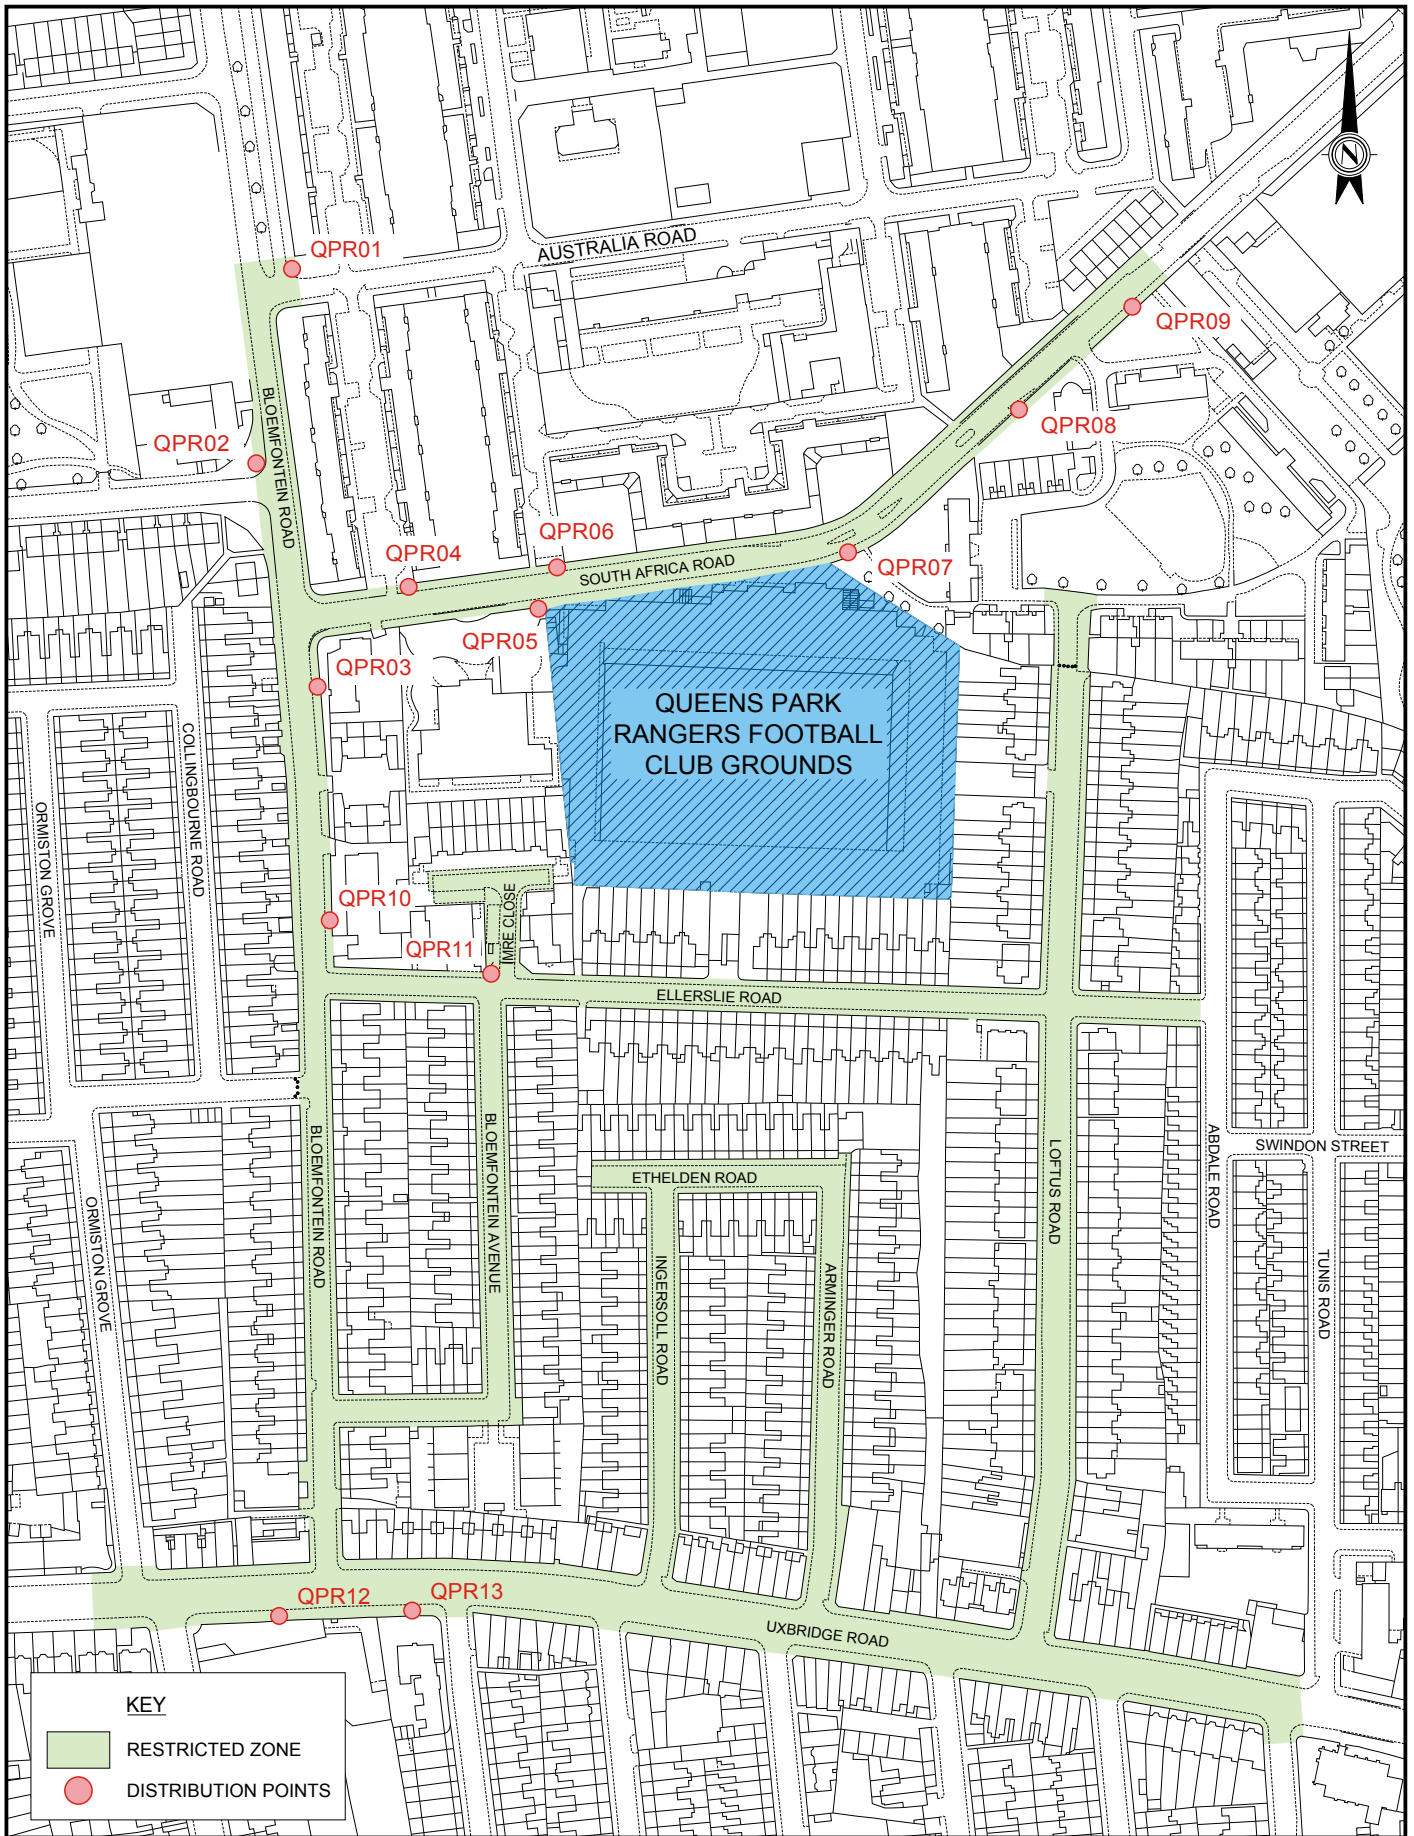 N
QPR01
AUSTRALIA ROAD
QPR09
BLOEMFONTEIN ROAD
QPR08
QPR02
QPR06
QPR04
SOUTH AFRICA ROAD
QPR07
QPR05
QPR03
QUEENS PARK
RANGERS FOOTBALL
CLUB GROUNDS
COLLINGBOURNE ROAD
ORMISTON GROVE
QPR10
IMRE CLOSE
QPR11
ELLERSLIE ROAD
BLOEMFONTEIN ROAD
BLOEMFONTEIN AVENUE
ETHELDEN ROAD
LOFTUS ROAD
ABDALE ROAD
SWINDON STREET
ORMISTON GROVE
INGERSOLL ROAD
ARMINGER ROAD
TUNIS ROAD
QPR12
QPR13
UXBRIDGE ROAD
KEY
RESTRICTED ZONE
DISTRIBUTION POINTS